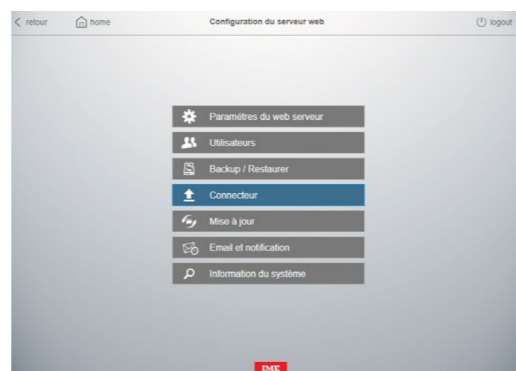 retour home Configuration du serveur web logout
Paramètres du web serveur
Utilisateurs
Backup / Restaurer
Connecteur
Mise à jour
Email et notification
Information du système
IME